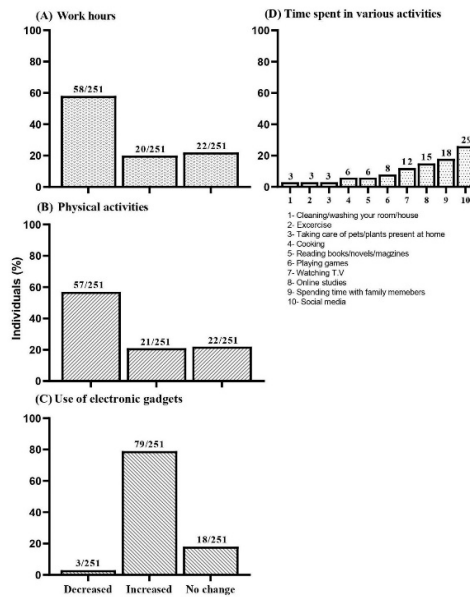 (A) Work hours
100
80
60
40
20
0
58/251
20/251
22/251
(B) Physical activities
100
80
60
40
20
0
57/251
21/251
22/251
Individuals (%)
(C) Use of electronic gadgets
100
80
60
40
20
0
3/251
79/251
18/251
Decreased Increased No change
(D) Time spent in various activities
100
80
60
40
20
0
3 3 3 6 6 8 12 15 18 29
1 2 3 4 5 6 7 8 9 10
1- Cleaning/washing your room/house
2- Excercise
3- Taking care of pets/plants present at home
4- Cooking
5- Reading books/novels/magzines
6- Playing games
7- Watching T.V
8- Online studies
9- Spending time with family memebers
10- Social media